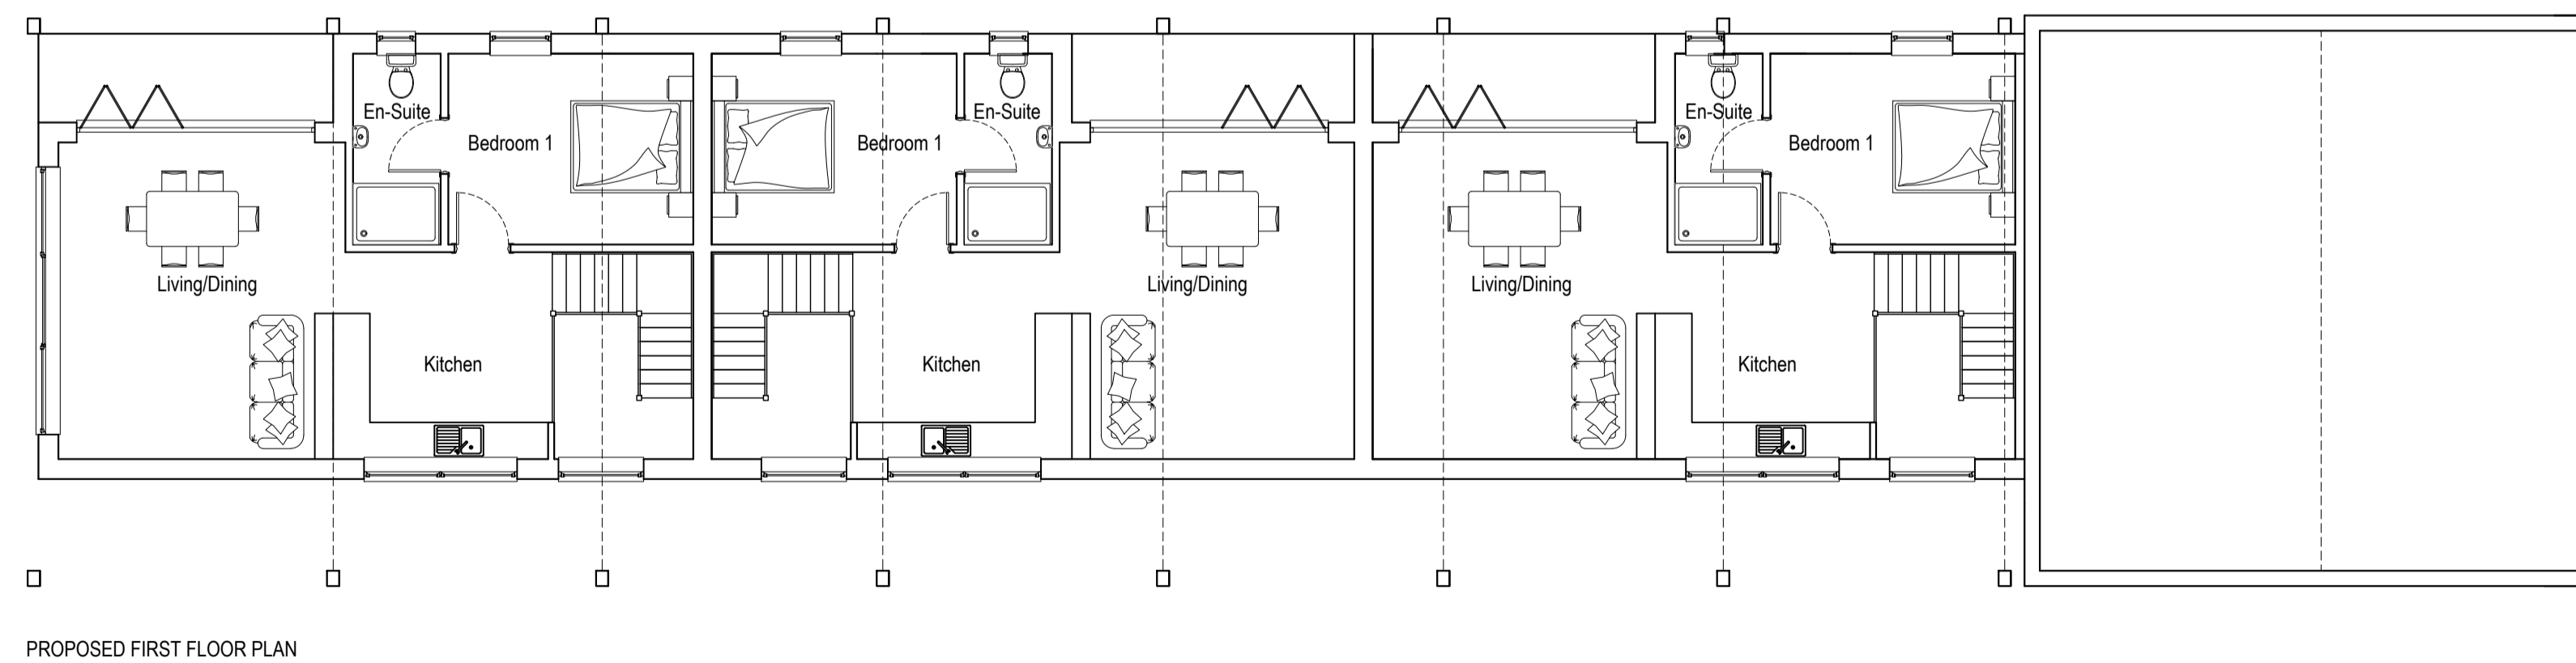 En-Suite
Bedroom 1
Bedroom 1
En-Suite
En-Suite
Bedroom 1
Living/Dining
Living/Dining
Living/Dining
Kitchen
Kitchen
Kitchen
PROPOSED FIRST FLOOR PLAN